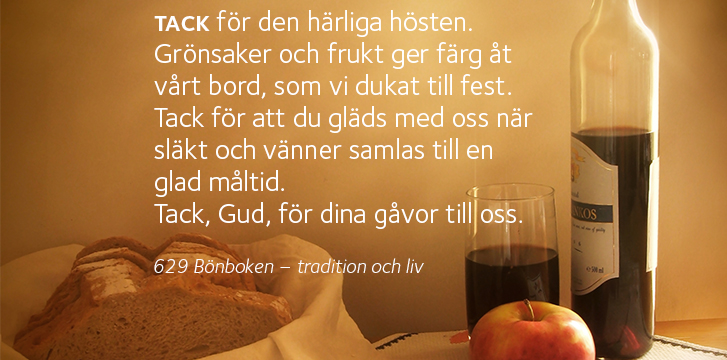 TACK för den härliga hösten.
Grönsaker och frukt ger färg åt
vårt bord, som vi dukat till fest.
Tack för att du gläds med oss när
släkt och vänner samlas till en
glad måltid.
Tack, Gud, för dina gåvor till oss.
629 Bönboken – tradition och liv